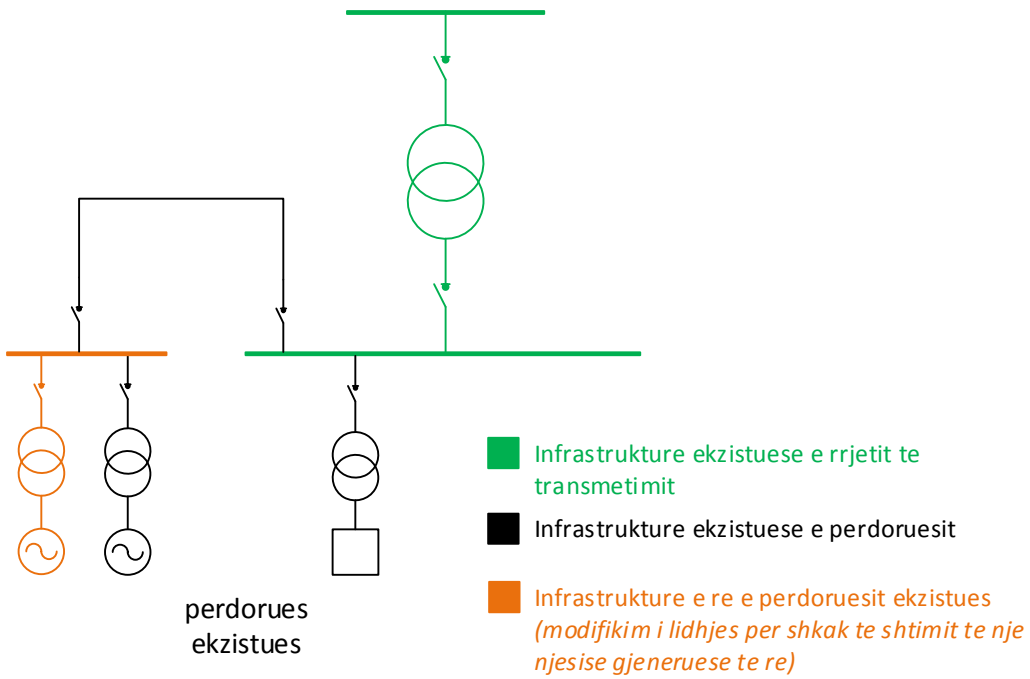 Infrastrukture ekzistuese e rrjetit te
transmetimit
Infrastrukture ekzistuese e perdoruesit
Infrastrukture e re e perdoruesit ekzistues
(modifikim i lidhjes per shkak te shtimit te nje
njesise gjeneruese te re)
perdorues
ekzistues